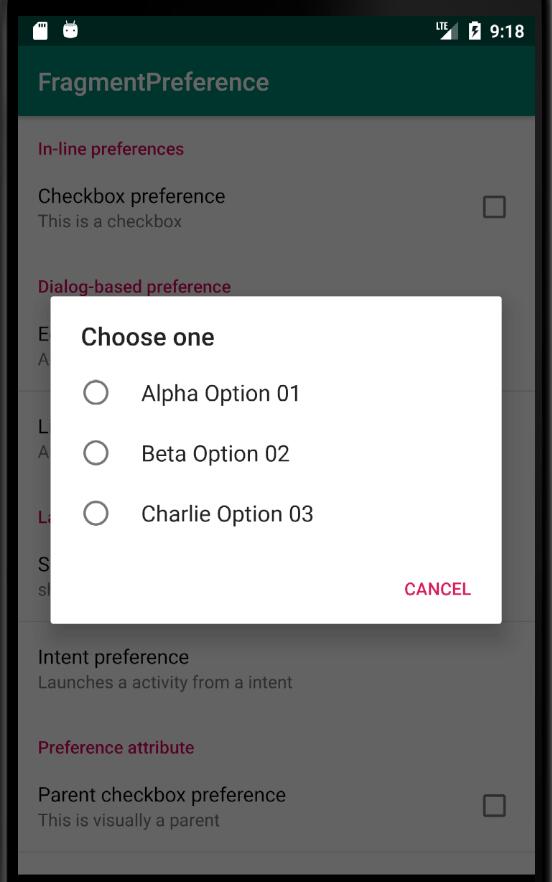 LTE 9:18
FragmentPreference
In-line preferences
Checkbox preference
This is a checkbox
Dialog-based preference
Choose one
Alpha Option 01
Beta Option 02
Charlie Option 03
CANCEL
Intent preference
Launches a activity from a intent
Preference attribute
Parent checkbox preference
This is visually a parent